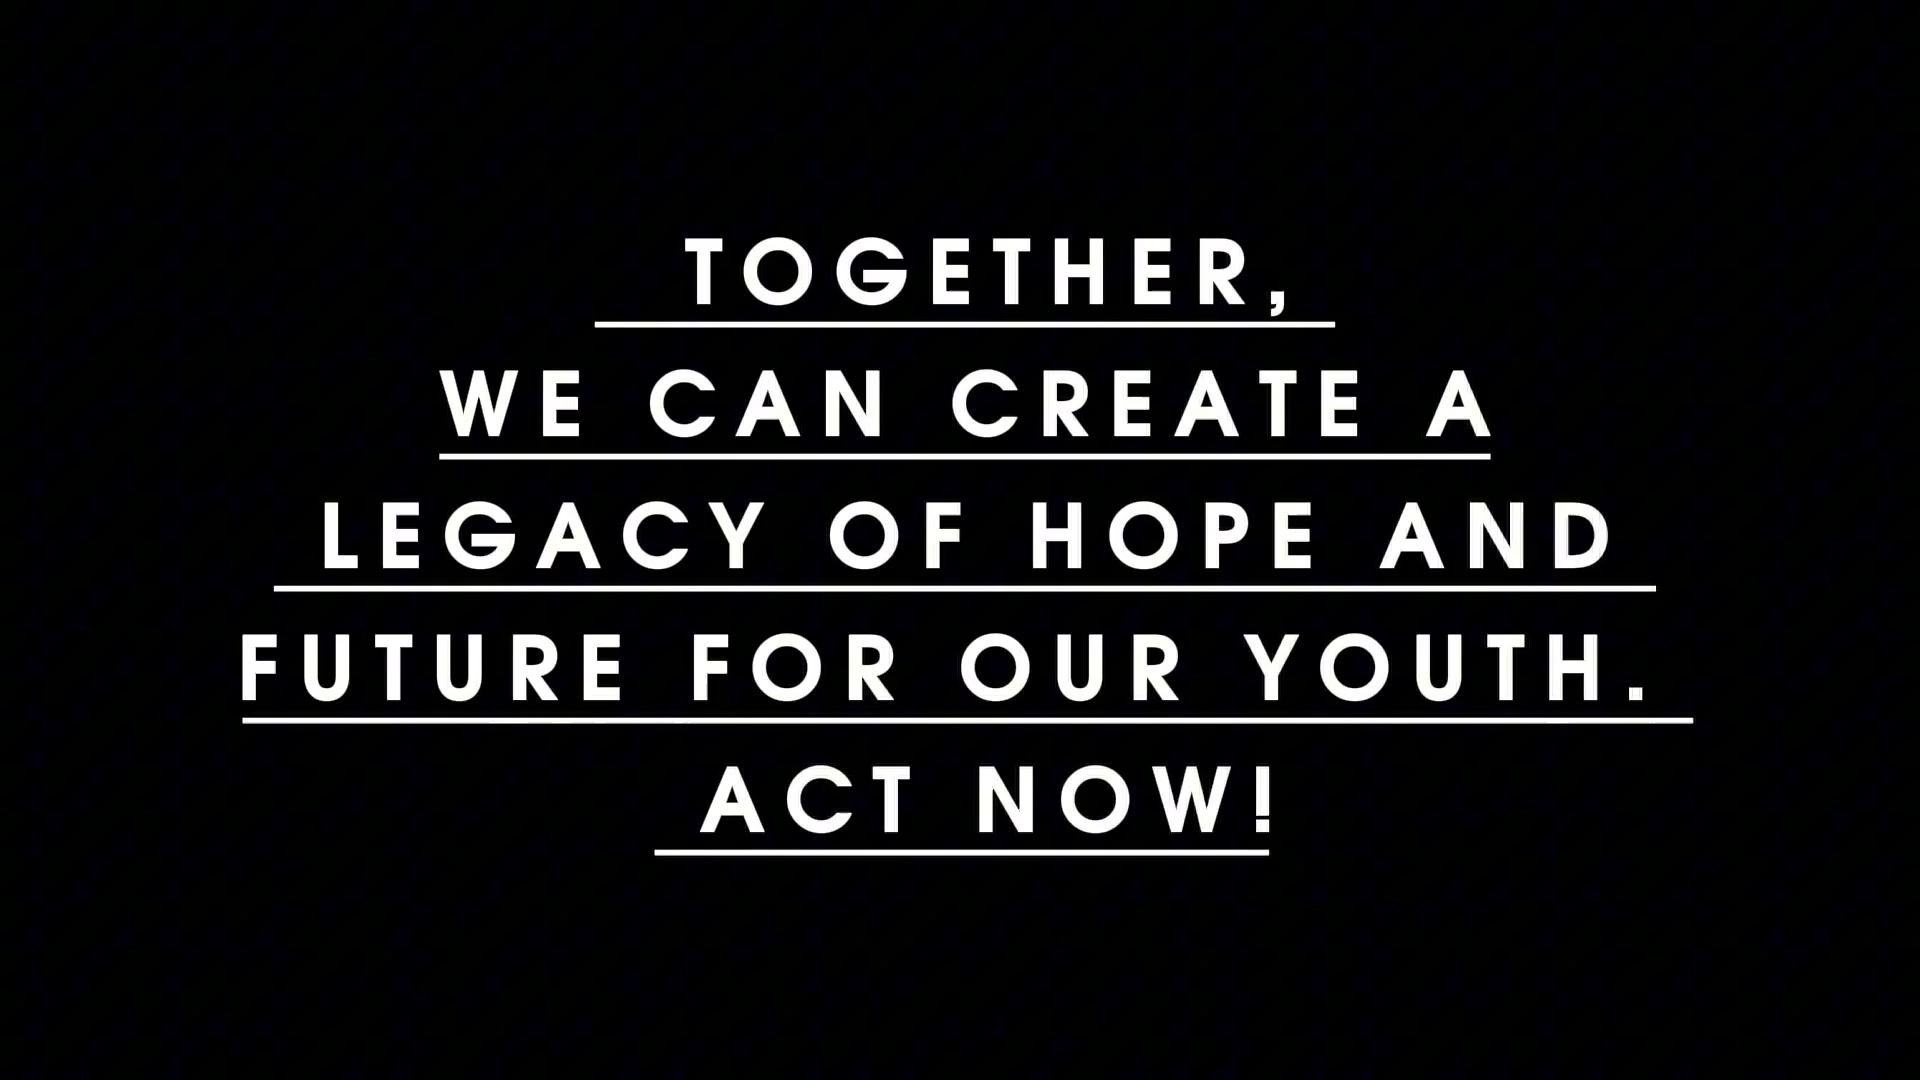 TOGETHER,
WE CAN CREATE A
LEGACY OF HOPE AND
FUTURE FOR OUR YOUTH.
ACT NOW!